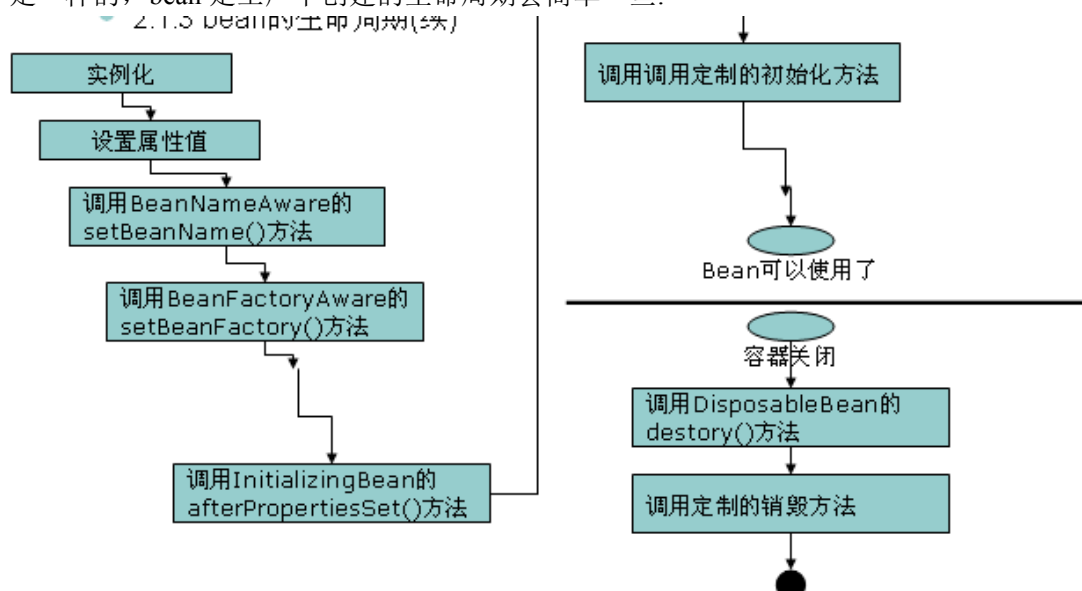 2.1.3 bean的生命周期(续)
实例化
设置属性值
调用BeanNameAware的
setBeanName()方法
调用BeanFactoryAware的
setBeanFactory()方法
调用InitializingBean的
afterPropertiesSet()方法
调用调用定制的初始化方法
Bean可以使用了
容器关闭
调用DisposableBean的
destory()方法
调用定制的销毁方法